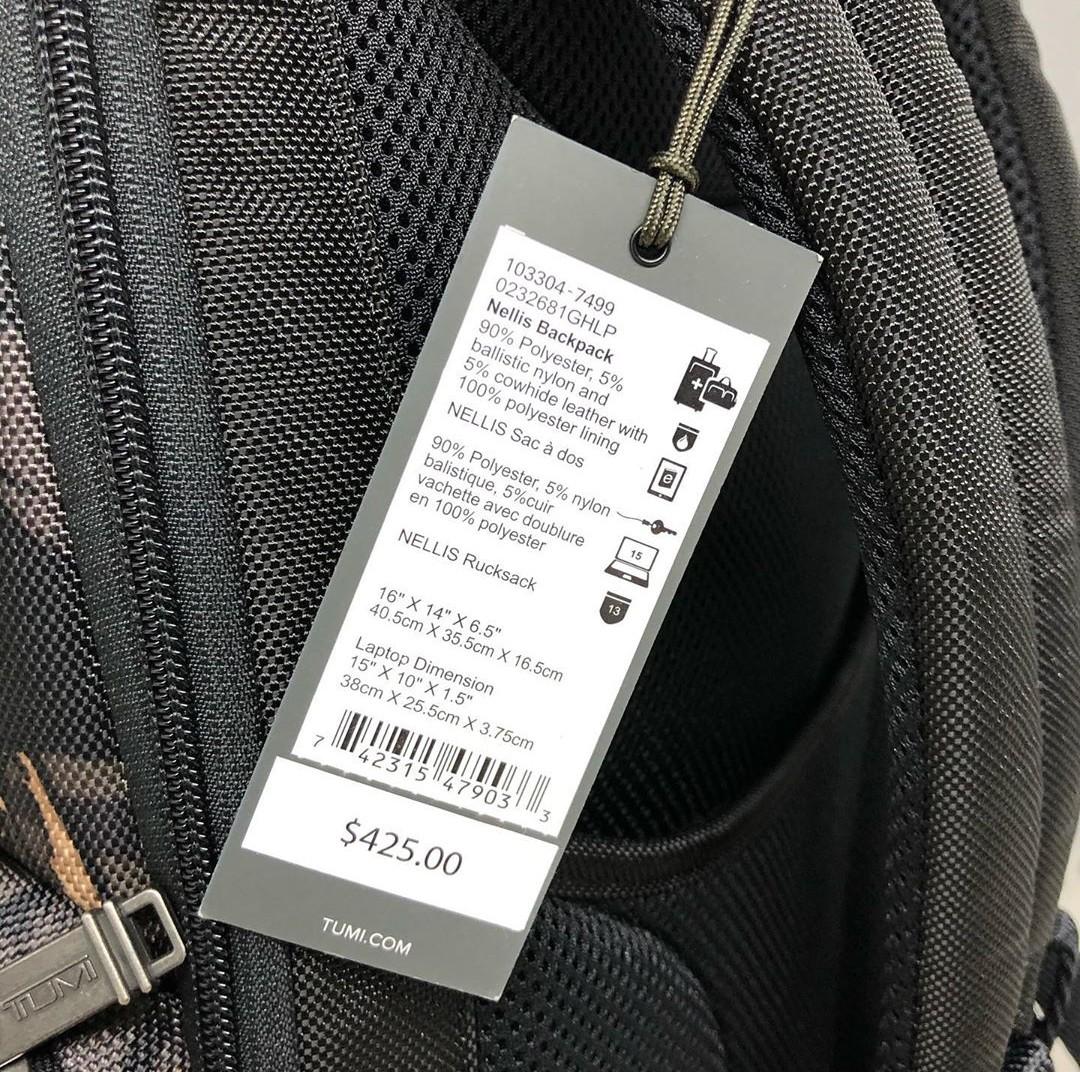 103304-7499
0232681GHLP
Nellis Backpack
90% Polyester, 5%
ballistic nylon and
5% cowhide leather with
100% polyester lining
NELLIS Sac à dos
90% Polyester, 5% nylon
balistique, 5%cuir
vachette avec doublure
en 100% polyester
NELLIS Rucksack
16" X 14" X 6.5"
40.5cm X 35.5cm X 16.5cm
Laptop Dimension
15" X 10" X 1.5"
38cm X 25.5cm X 3.75cm
e
15
13
7 42315 47903 3
$425.00
TUMI.COM
TUMI